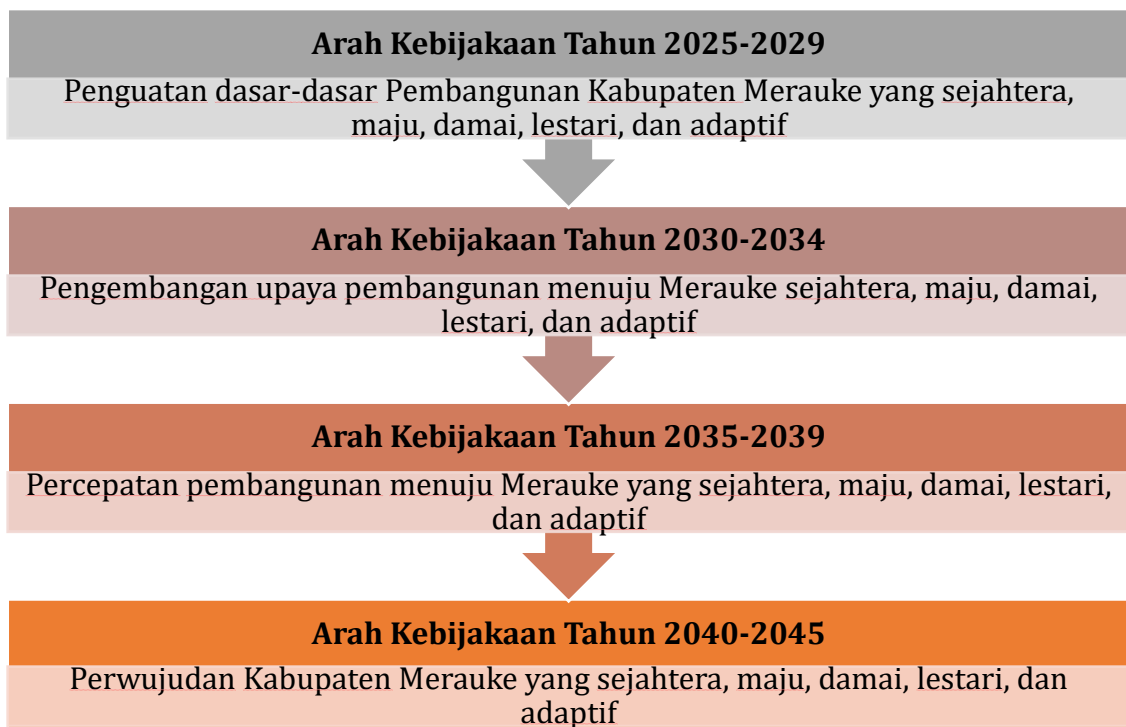 Arah Kebijakaan Tahun 2025-2029
Penguatan dasar-dasar Pembangunan Kabupaten Merauke yang sejahtera,
maju, damai, lestari, dan adaptif
Arah Kebijakaan Tahun 2030-2034
Pengembangan upaya pembangunan menuju Merauke sejahtera, maju, damai,
lestari, dan adaptif
Arah Kebijakaan Tahun 2035-2039
Percepatan pembangunan menuju Merauke yang sejahtera, maju, damai, lestari,
dan adaptif
Arah Kebijakaan Tahun 2040-2045
Perwujudan Kabupaten Merauke yang sejahtera, maju, damai, lestari, dan
adaptif